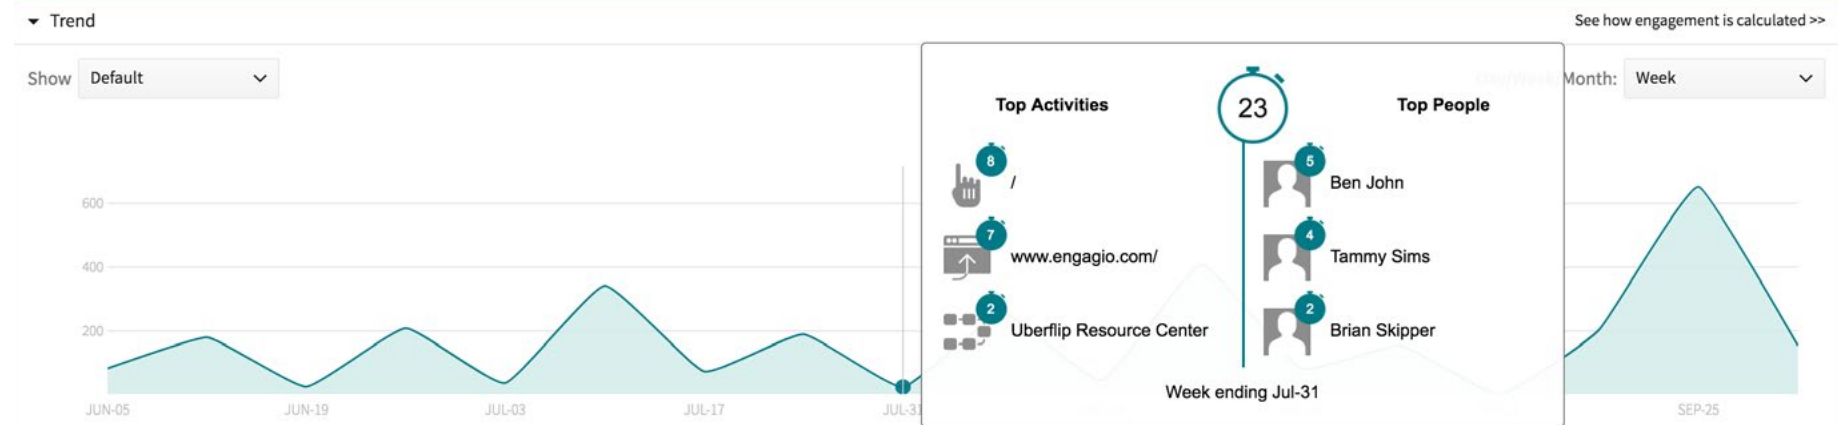 Trend
See how engagement is calculated >>
Show Default
Month: Week
Top Activities
23
Top People
8
/
5
Ben John
7
www.engagio.com/
4
Tammy Sims
2
Uberflip Resource Center
2
Brian Skipper
Week ending Jul-31
600
400
200
JUN-05 JUN-19 JUL-03 JUL-17 JUL-31 SEP-25